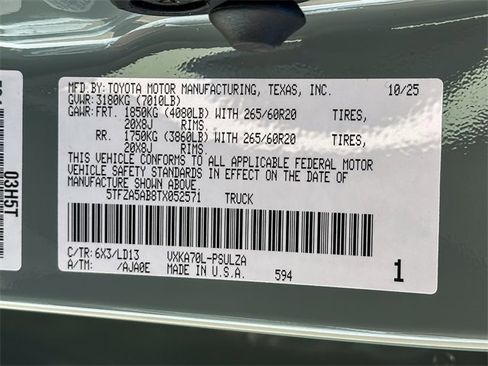 MFD.BY: TOYOTA MOTOR MANUFACTURING, TEXAS, INC. 10/25
GVWR: 3180KG (7010LB)
GAWR: FRT. 1850KG (4080LB) WITH 265/60R20 TIRES,
20X8J RIMS.
RR. 1750KG (3860LB) WITH 265/60R20 TIRES,
20X8J RIMS.
THIS VEHICLE CONFORMS TO ALL APPLICABLE FEDERAL MOTOR
VEHICLE SAFETY STANDARDS IN EFFECT ON THE DATE OF
MANUFACTURE SHOWN ABOVE.
5TFZA5AB8TX052571 TRUCK
C/TR: 6X3/LD13 VXKA70L-PSULZA
A/TM: /AJA0E MADE IN U.S.A. 594 1
03H5T